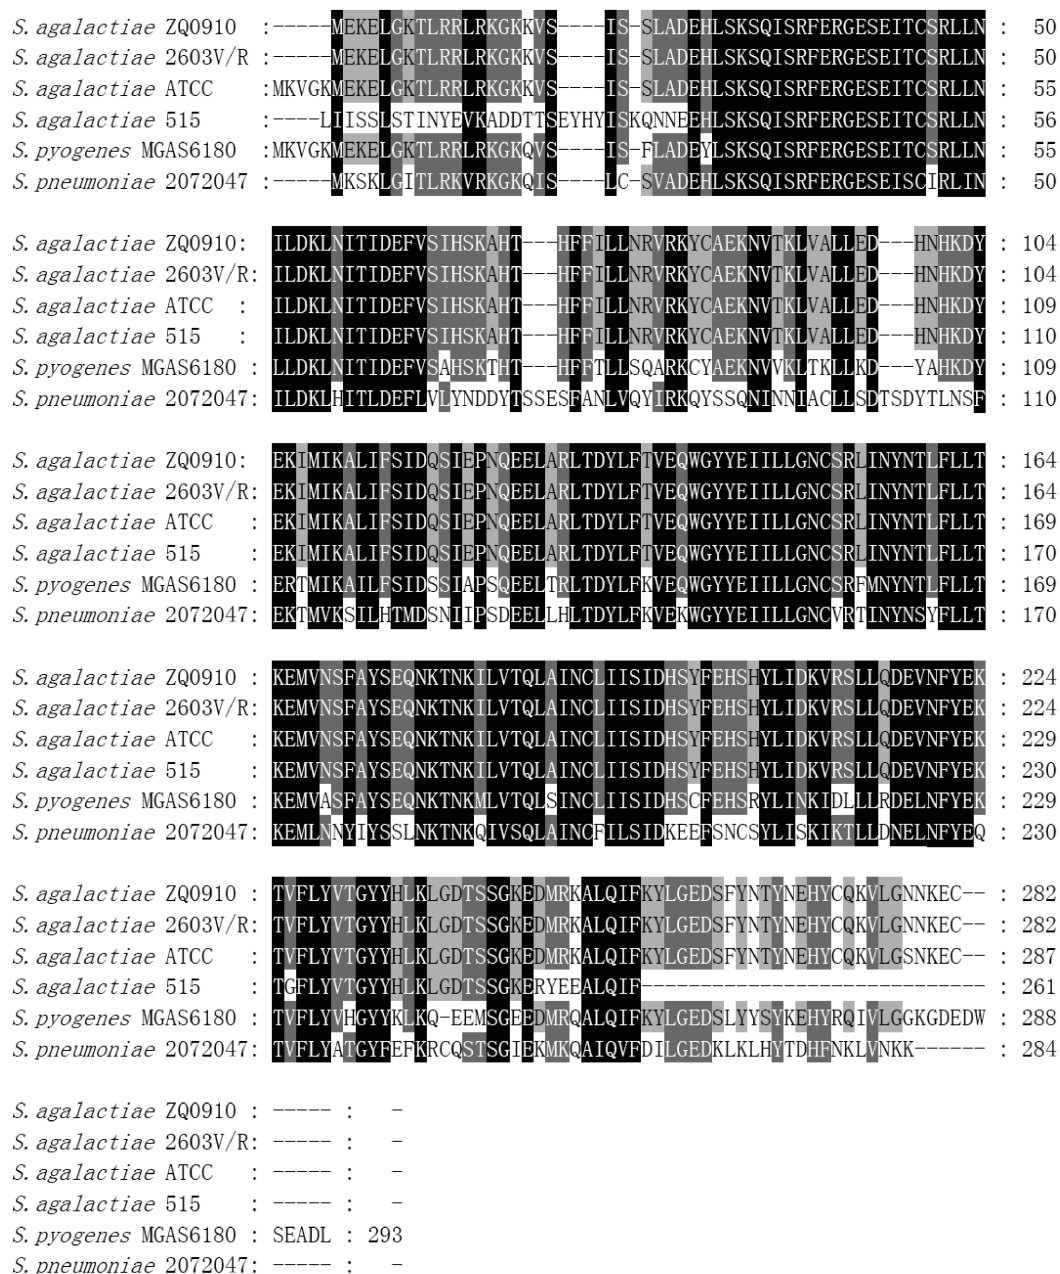 S.agalactiae ZQ0910 :-----MEKELGKTLRRLRKGKKVS----IS-SLADEHLSKSQISRFERGESEITCSRLLN : 50
S.agalactiae 2603V/R :-----MEKELGKTLRRLRKGKKVS----IS-SLADEHLSKSQISRFERGESEITCSRLLN : 50
S.agalactiae ATCC :MKVGKMEKELGKTLRRLRKGKKVS----IS-SLADEHLSKSQISRFERGESEITCSRLLN : 55
S.agalactiae 515 :----LIISSLSTINYEVKADDTTSEYHYISKQNNEEHLSKSQISRFERGESEITCSRLLN : 56
S.pyogenes MGAS6180 :MKVGKMEKELGKTLRRLRKGKQVS----IS-FLADEYLSKSQISRFERGESEITCSRLLN : 55
S.pneumoniae 2072047 :-----MKSKLGITLRKVRKGKQIS----LC-SVADEHLSKSQISRFERGESEISCIRLIN : 50
S.agalactiae ZQ0910: ILDKLNITIDEFVSIHSKAHT---HFFILLNRVRKYCAEKNVTKLVALLED---HNHKDY : 104
S.agalactiae 2603V/R: ILDKLNITIDEFVSIHSKAHT---HFFILLNRVRKYCAEKNVTKLVALLED---HNHKDY : 104
S.agalactiae ATCC : ILDKLNITIDEFVSIHSKAHT---HFFILLNRVRKYCAEKNVTKLVALLED---HNHKDY : 109
S.agalactiae 515 : ILDKLNITIDEFVSIHSKAHT---HFFILLNRVRKYCAEKNVTKLVALLED---HNHKDY : 110
S.pyogenes MGAS6180 : LLDKLNITIDEFVSAHSKTHT---HFFTLLSQARKCYAEKNVVKLTKLLKD---YAHKDY : 109
S.pneumoniae 2072047: ILDKLHITLDEFLVLYNDDYTSSESFANLVQYIRKQYSSQNINNIACLLSDTSDYTLNSF : 110
S.agalactiae ZQ0910: EKIMIKALIFSIDQSIEPNQEELARLTDYLFTVEQWGYYEIILLGNCSRLINYNTLFLLT : 164
S.agalactiae 2603V/R: EKIMIKALIFSIDQSIEPNQEELARLTDYLFTVEQWGYYEIILLGNCSRLINYNTLFLLT : 164
S.agalactiae ATCC : EKIMIKALIFSIDQSIEPNQEELARLTDYLFTVEQWGYYEIILLGNCSRLINYNTLFLLT : 169
S.agalactiae 515 : EKIMIKALIFSIDQSIEPNQEELARLTDYLFTVEQWGYYEIILLGNCSRLINYNTLFLLT : 170
S.pyogenes MGAS6180 : ERTMIKAILFSIDSSIAPSQEELTRLTDYLFKVEQWGYYEIILLGNCSRFMNYNTLFLLT : 169
S.pneumoniae 2072047: EKTMVKSILHTMDSNIIPSDEELLHLTDYLFKVEKWGYYEIILLGNCVRTINYNSYFLLT : 170
S.agalactiae ZQ0910 : KEMVNSFAYSEQNKTNKILVTQLAINCLIISIDHSYFEHSHYLIDKVRSLLQDEVNFYEK : 224
S.agalactiae 2603V/R: KEMVNSFAYSEQNKTNKILVTQLAINCLIISIDHSYFEHSHYLIDKVRSLLQDEVNFYEK : 224
S.agalactiae ATCC : KEMVNSFAYSEQNKTNKILVTQLAINCLIISIDHSYFEHSHYLIDKVRSLLQDEVNFYEK : 229
S.agalactiae 515 : KEMVNSFAYSEQNKTNKILVTQLAINCLIISIDHSYFEHSHYLIDKVRSLLQDEVNFYEK : 230
S.pyogenes MGAS6180 : KEMVASFAYSEQNKTNKMLVTQLSINCLIISIDHSCFEHSRYLINKIDLLLRDELNFYEK : 229
S.pneumoniae 2072047: KEMLNNYIYSSLNKTNKQIVSQLAINCFILSIDKEEFSNCSYLISKIKTLLDNELNFYEQ : 230
S.agalactiae ZQ0910 : TVFLYVTGYYHLKLGDTSSGKEDMRKALQIFKYLGEDSFYNTYNEHYCQKVLGNNKEC-- : 282
S.agalactiae 2603V/R: TVFLYVTGYYHLKLGDTSSGKEDMRKALQIFKYLGEDSFYNTYNEHYCQKVLGNNKEC-- : 282
S.agalactiae ATCC : TVFLYVTGYYHLKLGDTSSGKEDMRKALQIFKYLGEDSFYNTYNEHYCQKVLGSNKEC-- : 287
S.agalactiae 515 : TGFLYVTGYYHLKLGDTSSGKERYEEALQIF----------------------------- : 261
S.pyogenes MGAS6180 : TVFLYVHGYYKLKQ-EEMSGEEDMRQALQIFKYLGEDSLYYSYKEHYRQIVLGGKGDEDW : 288
S.pneumoniae 2072047: TVFLYATGYFEFKRCQSTSGIEKMKQAIQVFDILGEDKLKLHYTDHFNKLVNKK------ : 284
S.agalactiae ZQ0910 : ----- : -
S.agalactiae 2603V/R: ----- : -
S.agalactiae ATCC : ----- : -
S.agalactiae 515 : ----- : -
S.pyogenes MGAS6180 : SEADL : 293
S.pneumoniae 2072047: ----- : -